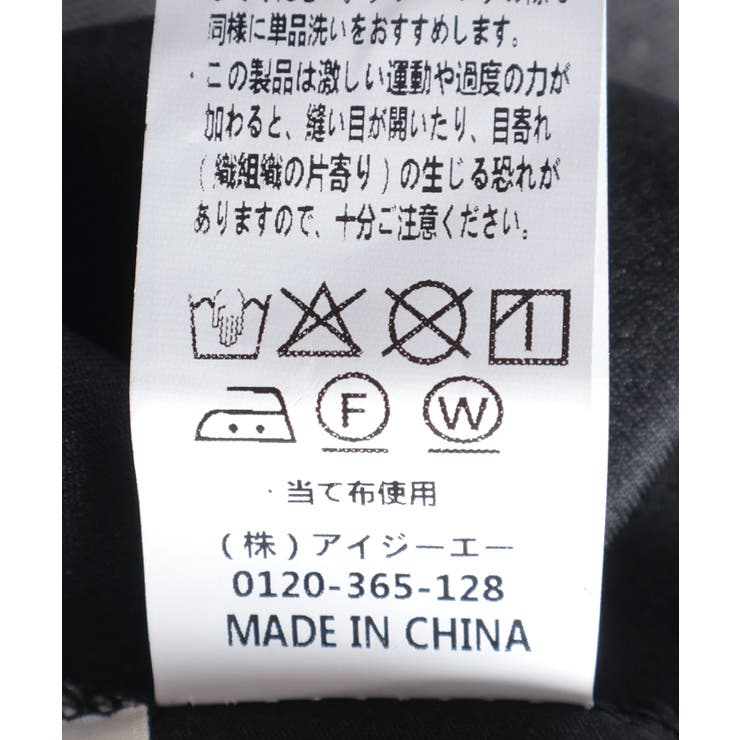 同様に単品洗いをおすすめします。
・この製品は激しい運動や過度の力が
加わると、縫い目が開いたり、目寄れ
(織組織の片寄り)の生じる恐れが
ありますので、十分ご注意ください。
F W
・当て布使用
(株)アイジーエー
0120-365-128
MADE IN CHINA